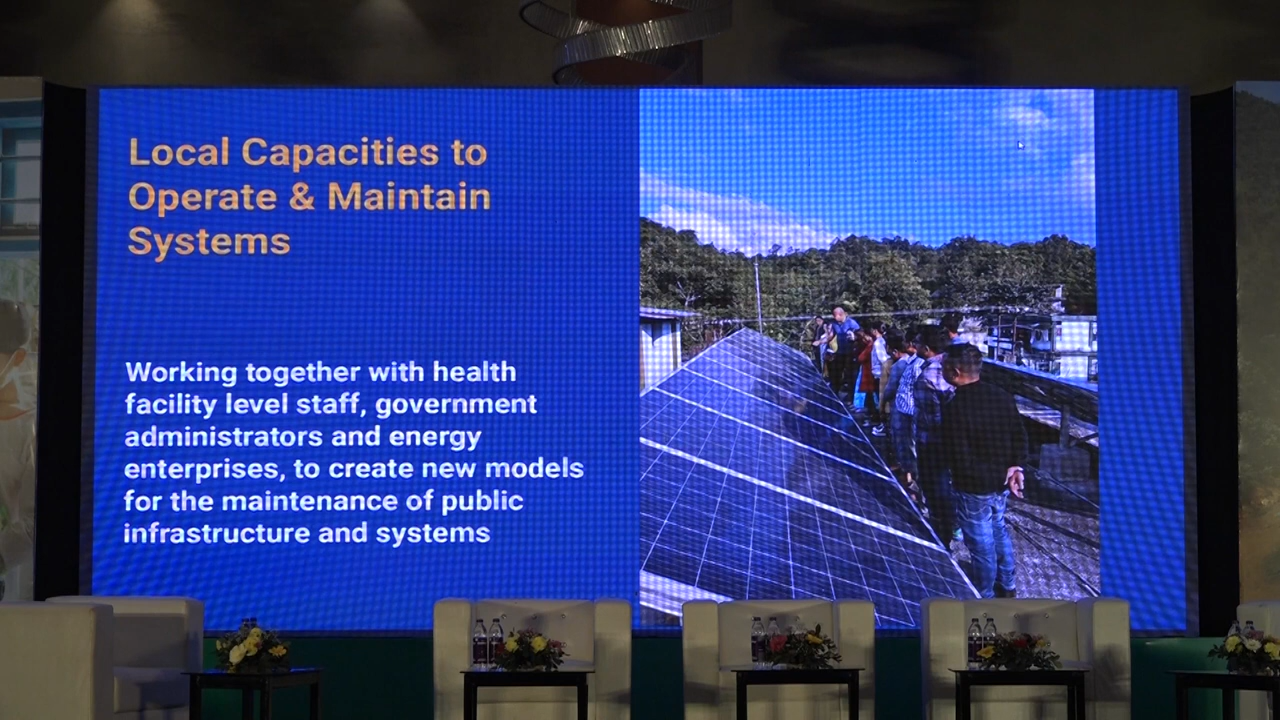 Local Capacities to
Operate & Maintain
Systems
Working together with health
facility level staff, government
administrators and energy
enterprises, to create new models
for the maintenance of public
infrastructure and systems